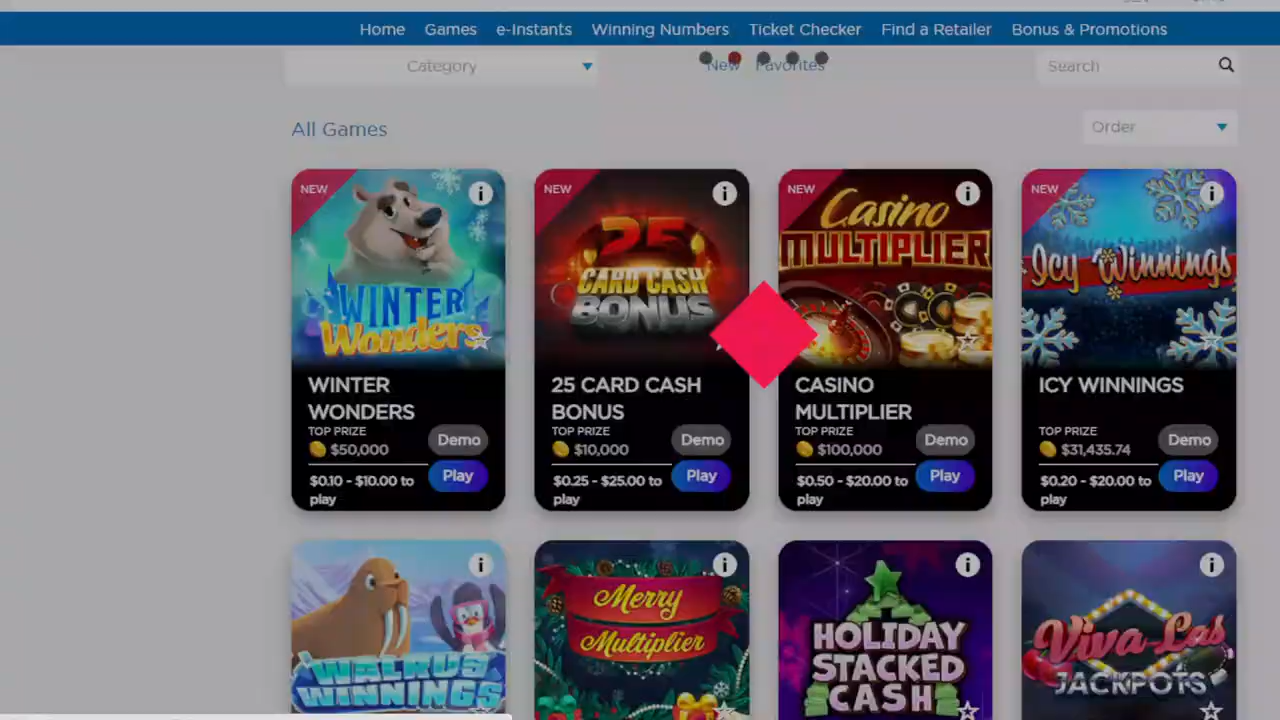 Home Games e-Instants Winning Numbers Ticket Checker Find a Retailer Bonus & Promotions
Category New Favorites Search
All Games Order
NEW
WINTER
Wonders
WINTER
WONDERS
TOP PRIZE
$50,000
Demo
$0.10 - $10.00 to
play
Play
NEW
25
CARD CASH
BONUS
25 CARD CASH
BONUS
TOP PRIZE
$10,000
Demo
$0.25 - $25.00 to
play
Play
NEW
Casino
MULTIPLIER
CASINO
MULTIPLIER
TOP PRIZE
$100,000
Demo
$0.50 - $20.00 to
play
Play
NEW
Icy Winnings
ICY WINNINGS
TOP PRIZE
$31,435.74
Demo
$0.20 - $20.00 to
play
Play
WALRUS
WINNINGS
Merry
Multiplier
HOLIDAY
STACKED
CASH
Viva Las
JACKPOTS